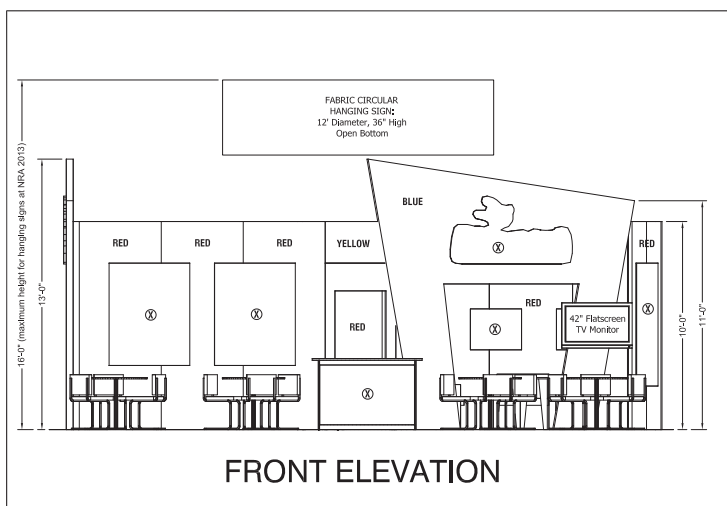 FABRIC CIRCULAR
HANGING SIGN:
12' Diameter, 36" High
Open Bottom
16'-0" (maximum height for hanging signs at NRA 2013)
13'-0"
BLUE
RED
RED
RED
YELLOW
RED
X
X
X
RED
X
RED
42" Flatscreen
TV Monitor
X
X
10'-0"
11'-0"
FRONT ELEVATION